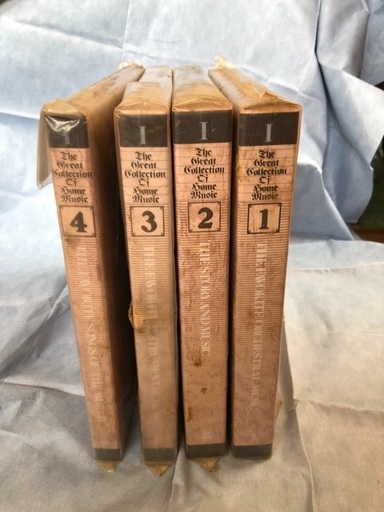 The
Great
Collection
Of
Home
Music
4
I
The
Great
Collection
Of
Home
Music
3
I
The
Great
Collection
Of
Home
Music
2
THE STORY AND MUSIC
I
The
Great
Collection
Of
Home
Music
1
THE FAVORITE ORCHESTRAL MUSIC